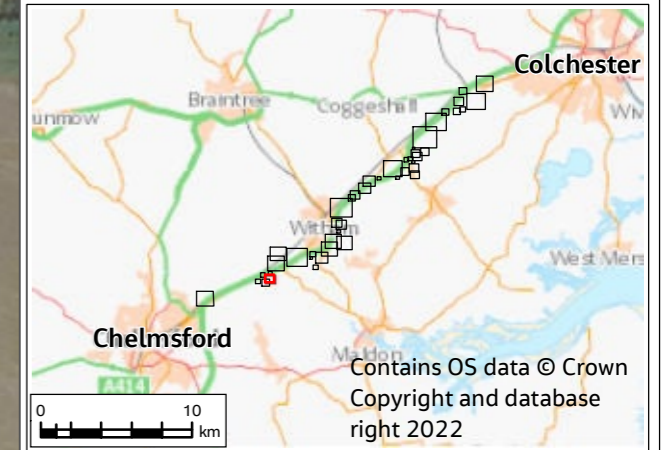 Colchester
Braintree
Coggeshall
unmow
Witham
West Mers
Chelmsford
Maldon
A414
Contains OS data © Crown
Copyright and database
right 2022
0 10
km